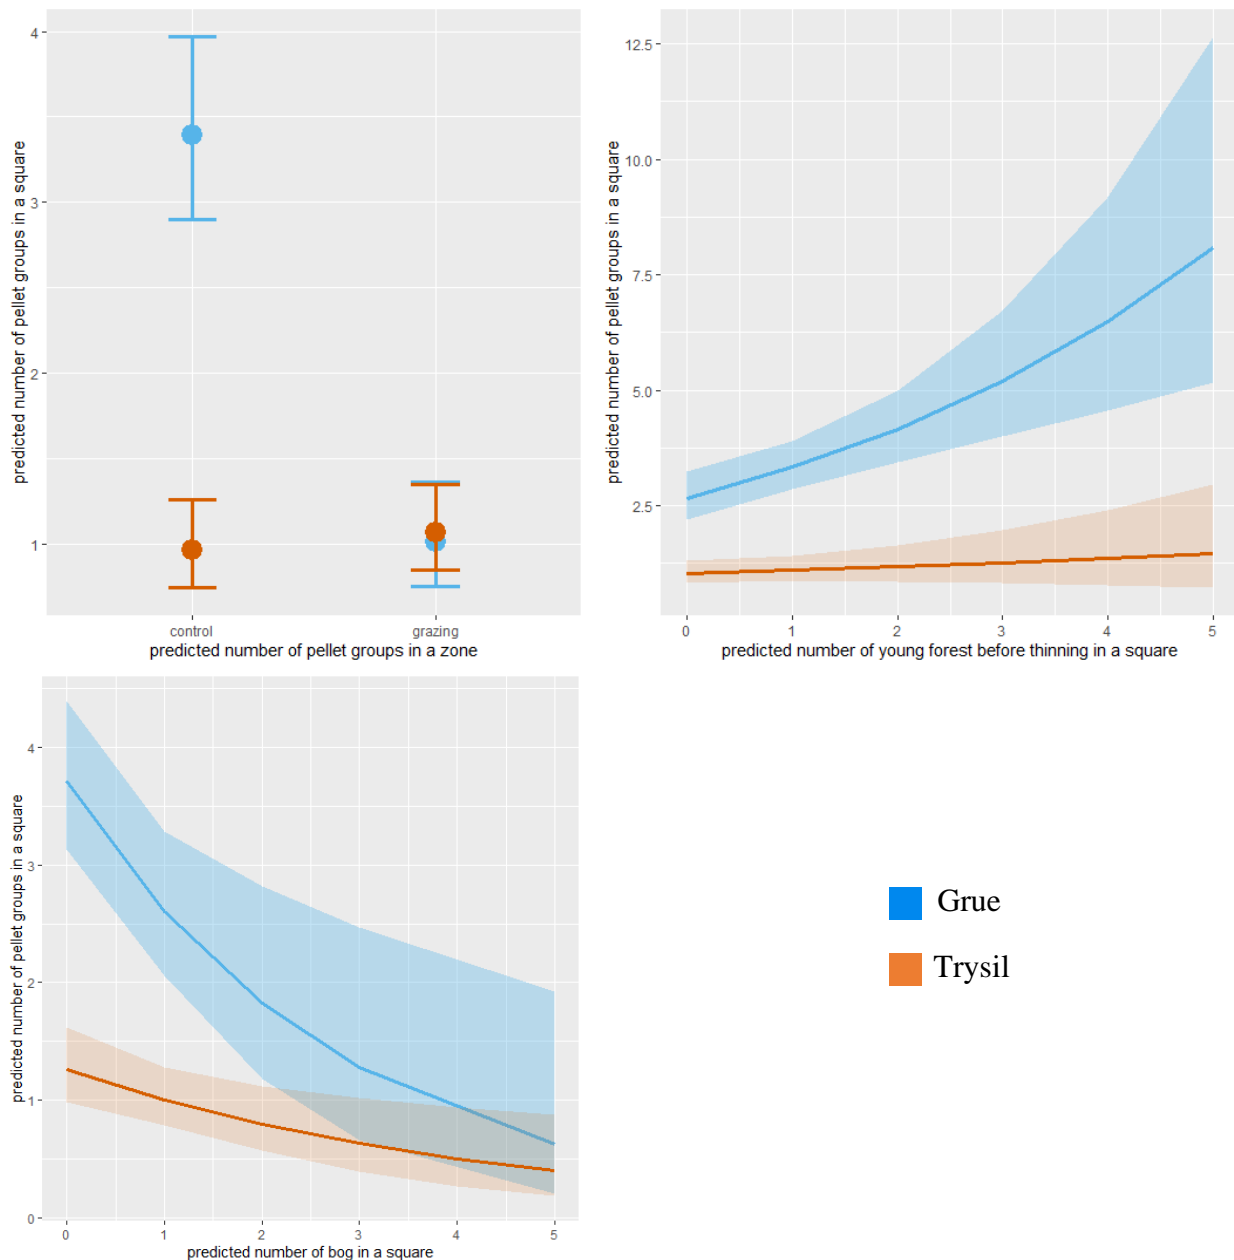 4
3
2
1
predicted number of pellet groups in a square
control
grazing
predicted number of pellet groups in a zone
12.5
10.0
7.5
5.0
2.5
predicted number of pellet groups in a square
0 1 2 3 4 5
predicted number of young forest before thinning in a square
4
3
2
1
0
predicted number of pellet groups in a square
0 1 2 3 4 5
predicted number of bog in a square
Grue
Trysil